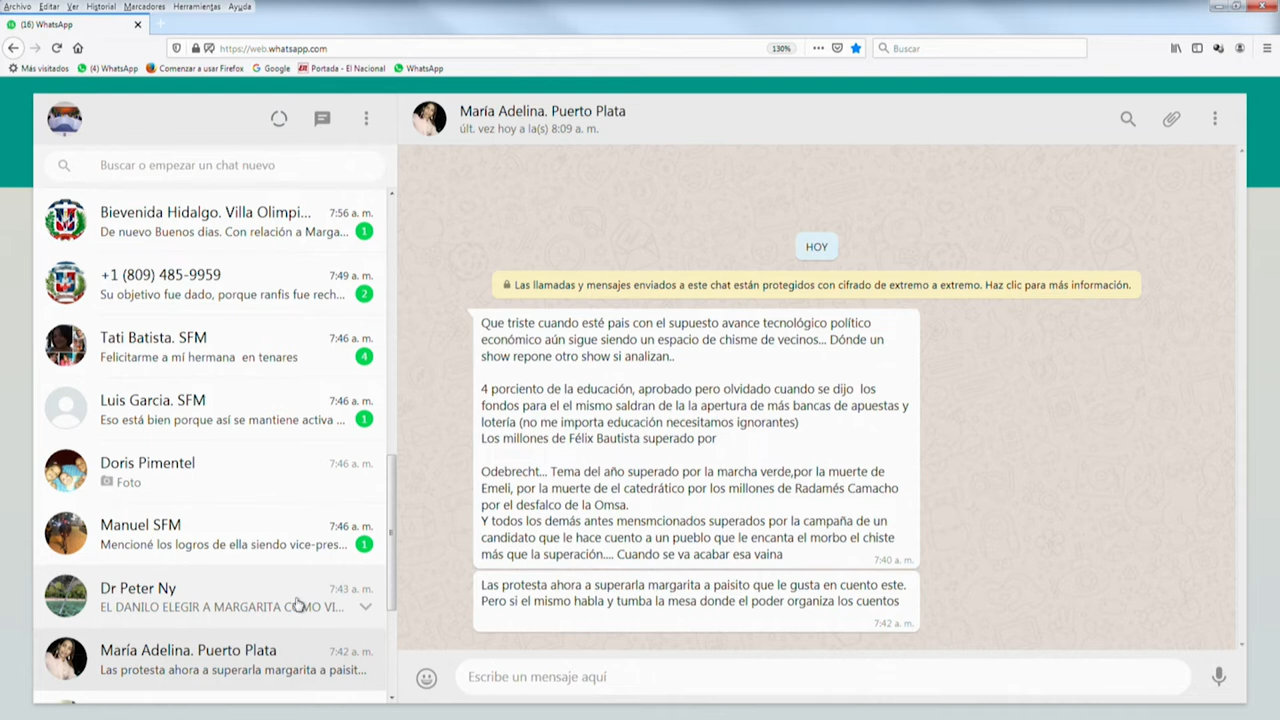 Archivo Editar Ver Historial Marcadores Herramientas Ayuda
(16) WhatsApp
https://web.whatsapp.com
130%
Buscar
Más visitados (4) WhatsApp Comenzar a usar Firefox Google Portada - El Nacional WhatsApp
María Adelina. Puerto Plata
últ. vez hoy a la(s) 8:09 a. m.
Buscar o empezar un chat nuevo
Bievenida Hidalgo. Villa Olimpi... 7:56 a. m.
De nuevo Buenos dias. Con relación a Marga... 1
+1 (809) 485-9959 7:49 a. m.
Su objetivo fue dado, porque ranfis fue rech... 2
Tati Batista. SFM 7:46 a. m.
Felicitarme a mí hermana en tenares 4
Luis Garcia. SFM 7:46 a. m.
Eso está bien porque así se mantiene activa ... 1
Doris Pimentel 7:46 a. m.
Foto
Manuel SFM 7:46 a. m.
Mencioné los logros de ella siendo vice-pres... 1
Dr Peter Ny 7:43 a. m.
EL DANILO ELEGIR A MARGARITA COMO VI...
María Adelina. Puerto Plata 7:42 a. m.
Las protesta ahora a superarla margarita a paisit...
HOY
Las llamadas y mensajes enviados a este chat están protegidos con cifrado de extremo a extremo. Haz clic para más información.
Que triste cuando esté pais con el supuesto avance tecnológico político
económico aún sigue siendo un espacio de chisme de vecinos... Dónde un
show repone otro show si analizan..
4 porciento de la educación, aprobado pero olvidado cuando se dijo los
fondos para el el mismo saldran de la la apertura de más bancas de apuestas y
lotería (no me importa educación necesitamos ignorantes)
Los millones de Félix Bautista superado por
Odebrecht... Tema del año superado por la marcha verde,por la muerte de
Emeli, por la muerte de el catedrático por los millones de Radamés Camacho
por el desfalco de la Omsa.
Y todos los demás antes mensmcionados superados por la campaña de un
candidato que le hace cuento a un pueblo que le encanta el morbo el chiste
más que la superación.... Cuando se va acabar esa vaina
7:40 a. m.
Las protesta ahora a superarla margarita a paisito que le gusta en cuento este.
Pero si el mismo habla y tumba la mesa donde el poder organiza los cuentos
7:42 a. m.
Escribe un mensaje aquí